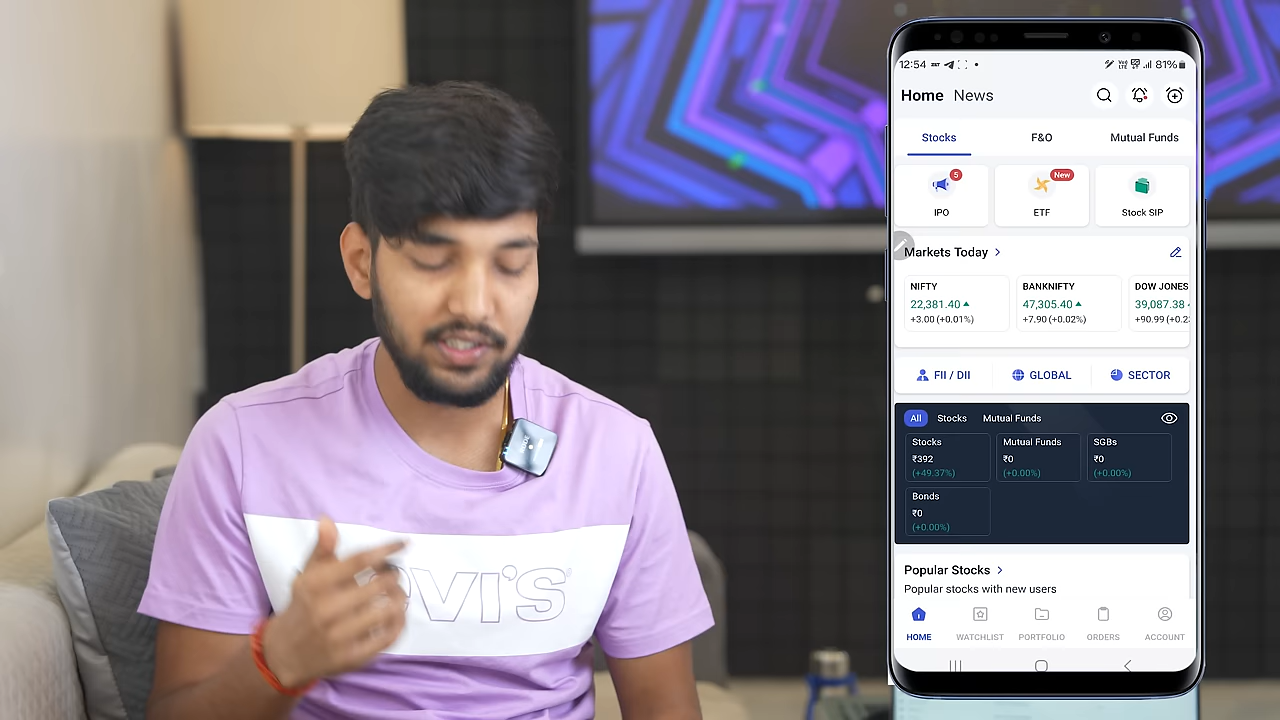 12:54
81%
Home News
Stocks F&O Mutual Funds
5
New
IPO ETF Stock SIP
Markets Today
NIFTY BANKNIFTY DOW JONES
22,381.40 47,305.40 39,087.38
+3.00 (+0.01%) +7.90 (+0.02%) +90.99 (+0.2
FII / DII GLOBAL SECTOR
All Stocks Mutual Funds
Stocks Mutual Funds SGBs
₹392 ₹0 ₹0
(+49.37%) (+0.00%) (+0.00%)
Bonds
₹0
(+0.00%)
Popular Stocks
Popular stocks with new users
HOME WATCHLIST PORTFOLIO ORDERS ACCOUNT
Levi's